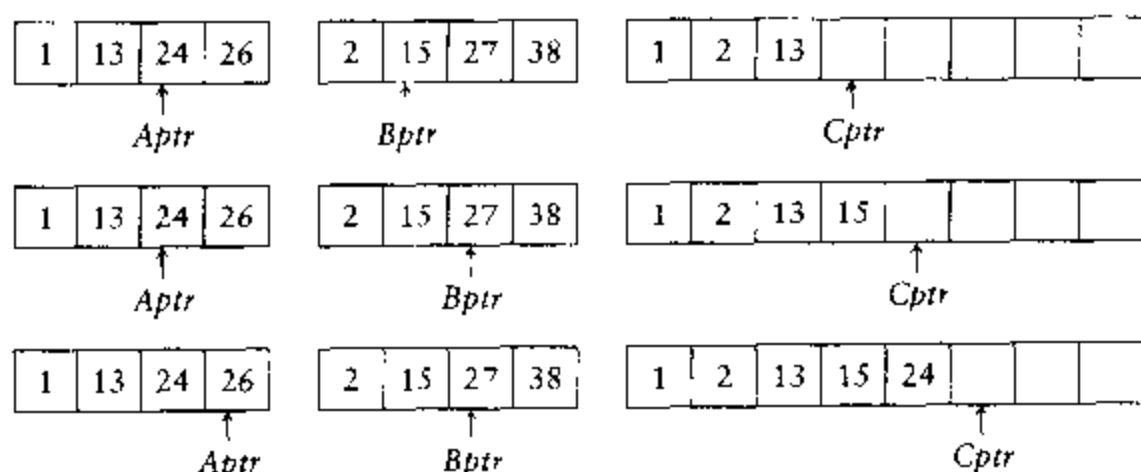 1 13 24 26 2 15 27 38 1 2 13
Aptr Bptr Cptr
1 13 24 26 2 15 27 38 1 2 13 15
Aptr Bptr Cptr
1 13 24 26 2 15 27 38 1 2 13 15 24
Aptr Bptr Cptr